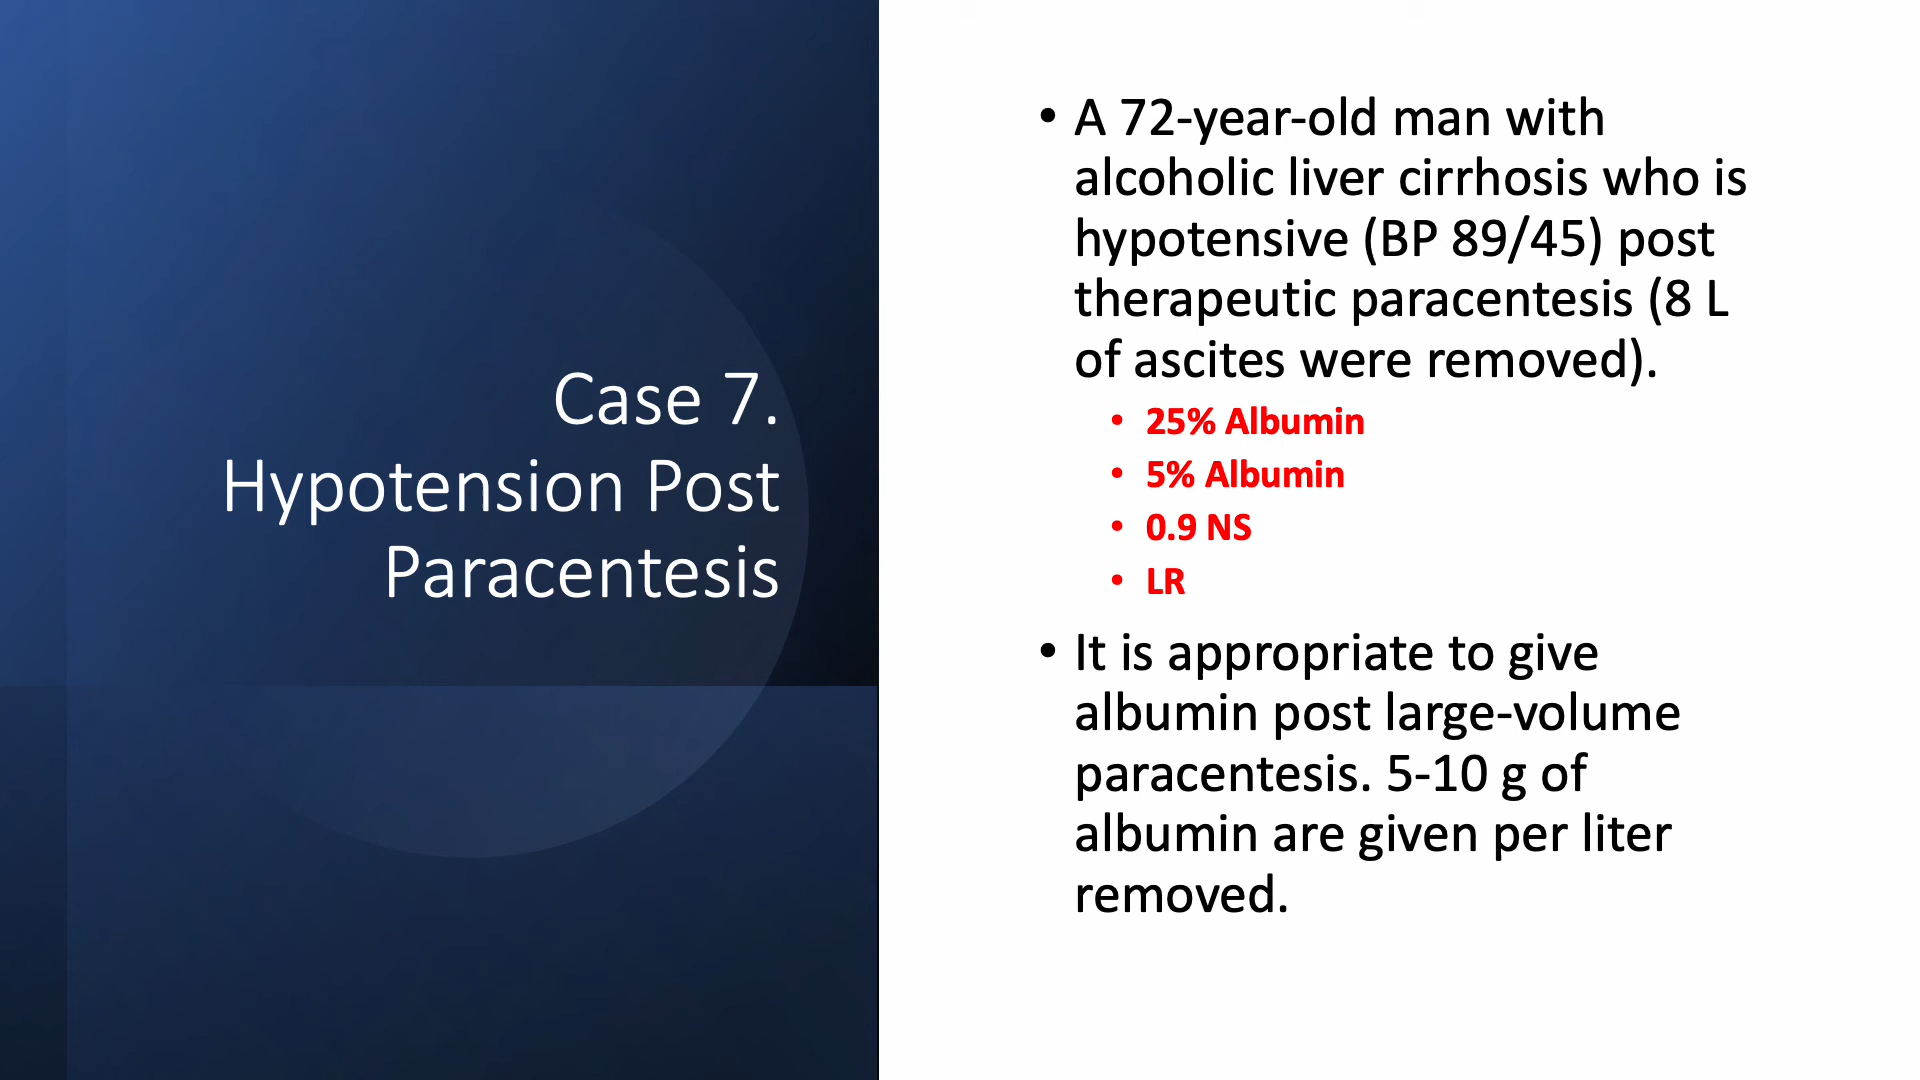 Case 7.
Hypotension Post
Paracentesis
• A 72-year-old man with
alcoholic liver cirrhosis who is
hypotensive (BP 89/45) post
therapeutic paracentesis (8 L
of ascites were removed).
• 25% Albumin
• 5% Albumin
• 0.9 NS
• LR
• It is appropriate to give
albumin post large-volume
paracentesis. 5-10 g of
albumin are given per liter
removed.